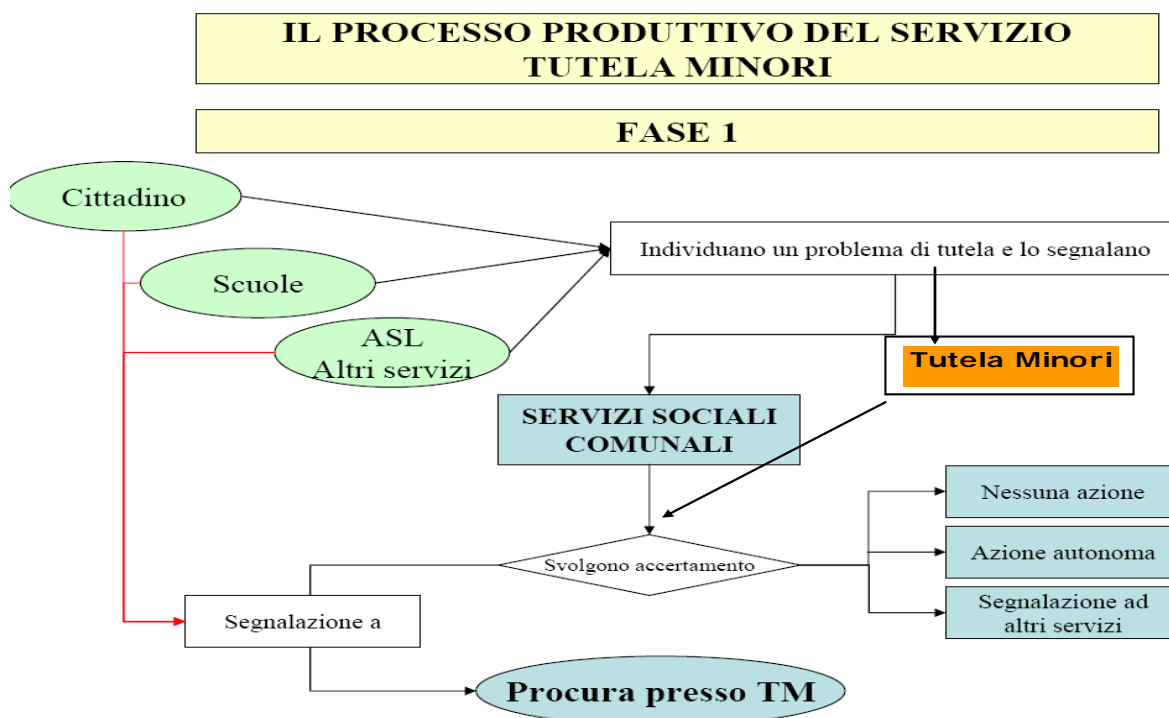 IL PROCESSO PRODUTTIVO DEL SERVIZIO
TUTELA MINORI
FASE 1
Cittadino
Scuole
ASL
Altri servizi
Individuano un problema di tutela e lo segnalano
Tutela Minori
SERVIZI SOCIALI
COMUNALI
Nessuna azione
Azione autonoma
Segnalazione ad
altri servizi
Svolgono accertamento
Segnalazione a
Procura presso TM